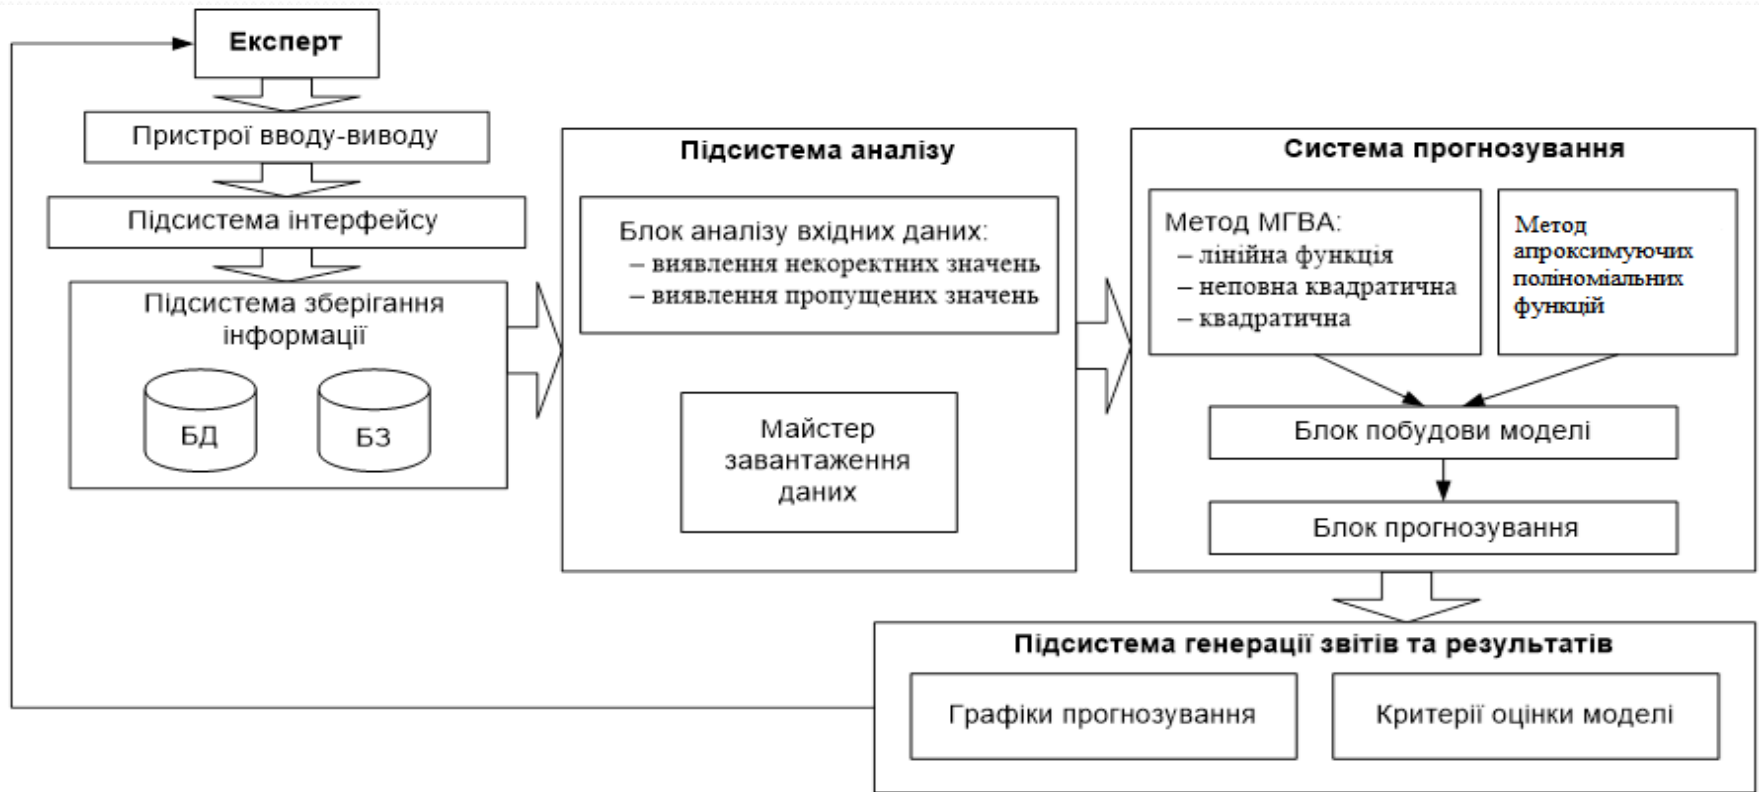 Експерт
Пристрої вводу-виводу
Підсистема інтерфейсу
Підсистема зберігання
інформації
БД
БЗ
Підсистема аналізу
Блок аналізу вхідних даних:
– виявлення некоректних значень
– виявлення пропущених значень
Майстер
завантаження
даних
Система прогнозування
Метод МГВА:
– лінійна функція
– неповна квадратична
– квадратична
Метод
апроксимуючих
поліноміальних
функцій
Блок побудови моделі
Блок прогнозування
Підсистема генерації звітів та результатів
Графіки прогнозування
Критерії оцінки моделі